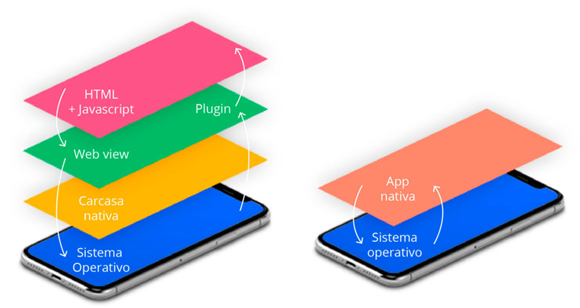 HTML
+ Javascript
Plugin
Web view
Carcasa
nativa
Sistema
Operativo
App
nativa
Sistema
operativo